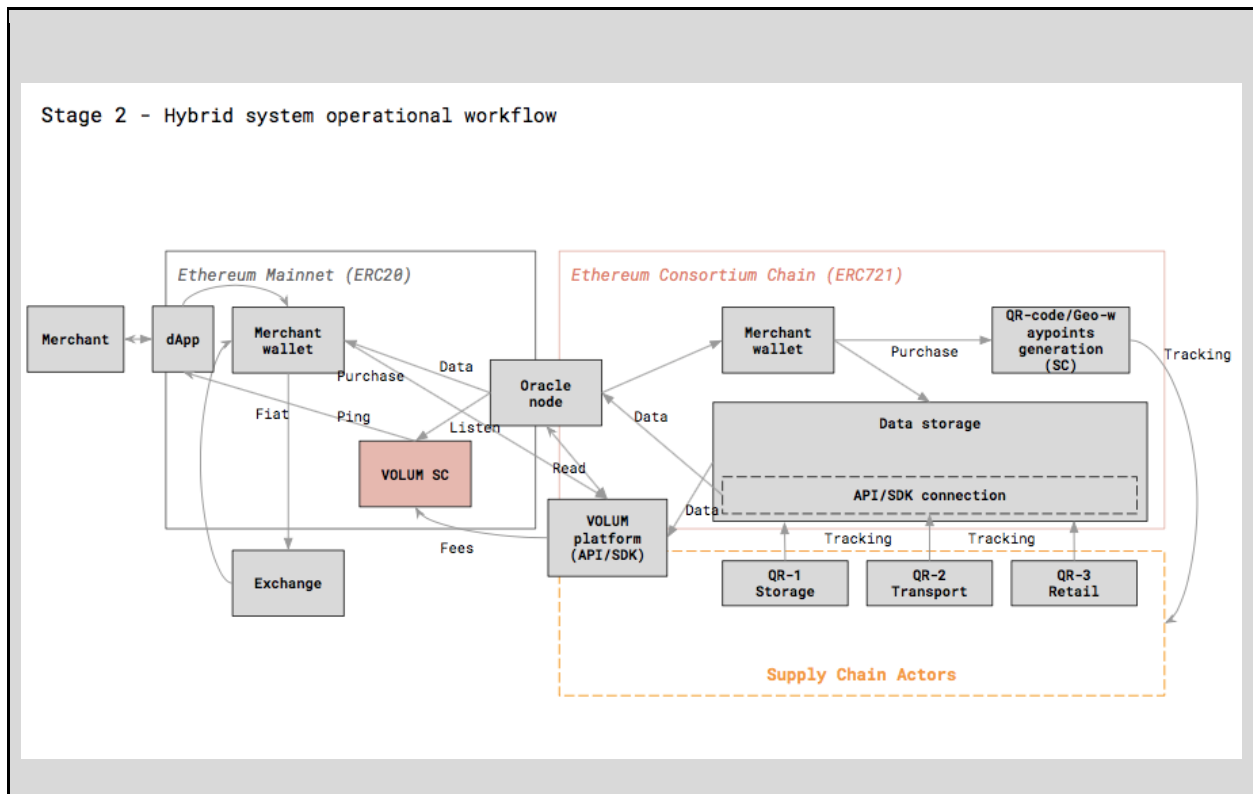 Stage 2 - Hybrid system operational workflow
Ethereum Mainnet (ERC20)
Ethereum Consortium Chain (ERC721)
Merchant
dApp
Merchant
wallet
Merchant
wallet
QR-code/Geo-w
aypoints
generation
(SC)
Purchase
Tracking
Data
Purchase
Oracle
node
Fiat
Ping
Listen
Data
Data storage
VOLUM SC
Read
API/SDK connection
Data
VOLUM
platform
(API/SDK)
Fees
Tracking
Tracking
Exchange
QR-1
Storage
QR-2
Transport
QR-3
Retail
Supply Chain Actors